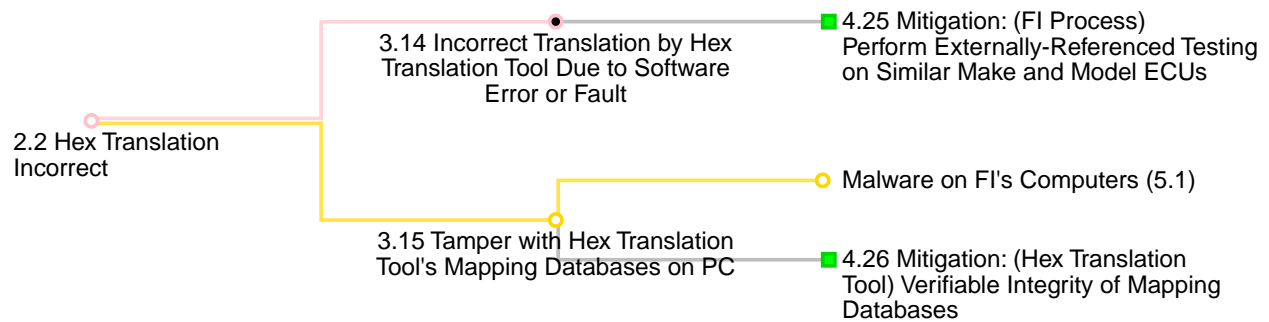 2.2 Hex Translation
Incorrect
3.14 Incorrect Translation by Hex
Translation Tool Due to Software
Error or Fault
4.25 Mitigation: (FI Process)
Perform Externally-Referenced Testing
on Similar Make and Model ECUs
3.15 Tamper with Hex Translation
Tool's Mapping Databases on PC
Malware on FI's Computers (5.1)
4.26 Mitigation: (Hex Translation
Tool) Verifiable Integrity of Mapping
Databases